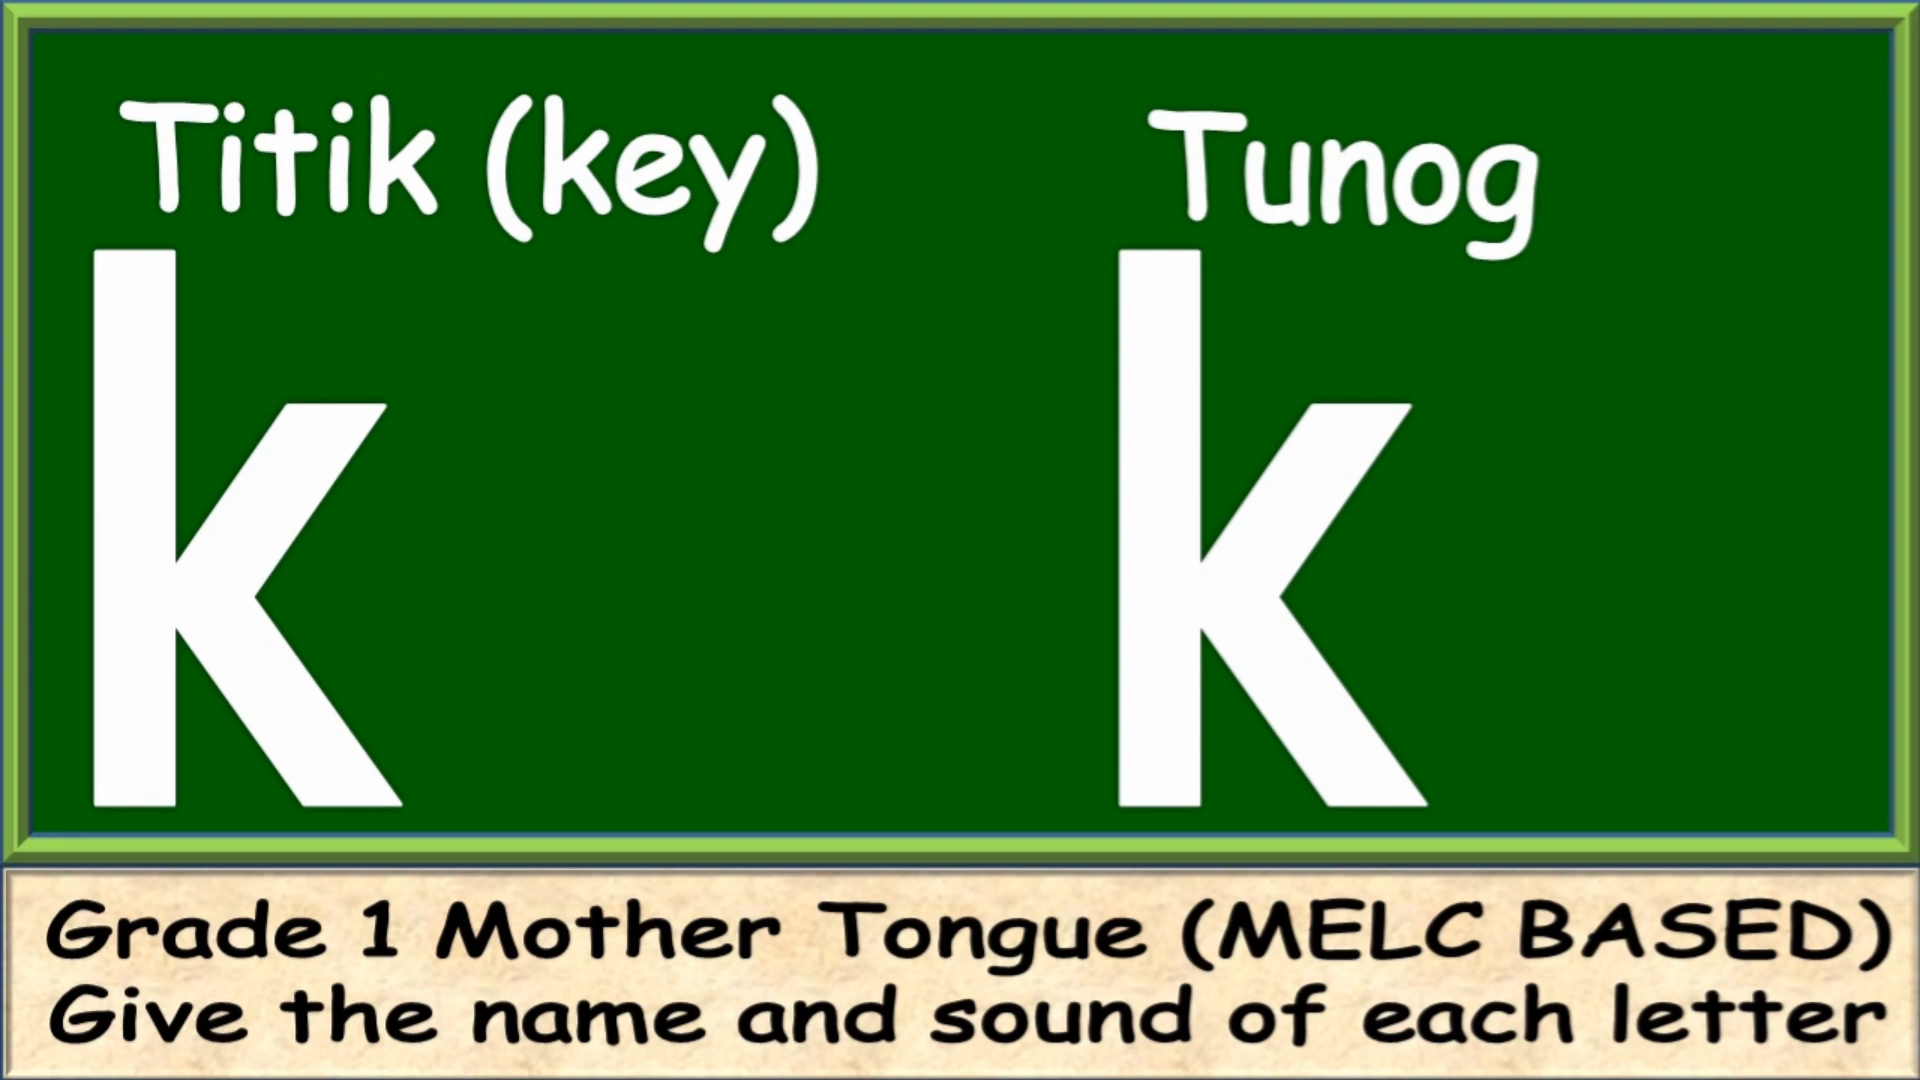 Titik (key) Tunog
k k
Grade 1 Mother Tongue (MELC BASED)
Give the name and sound of each letter